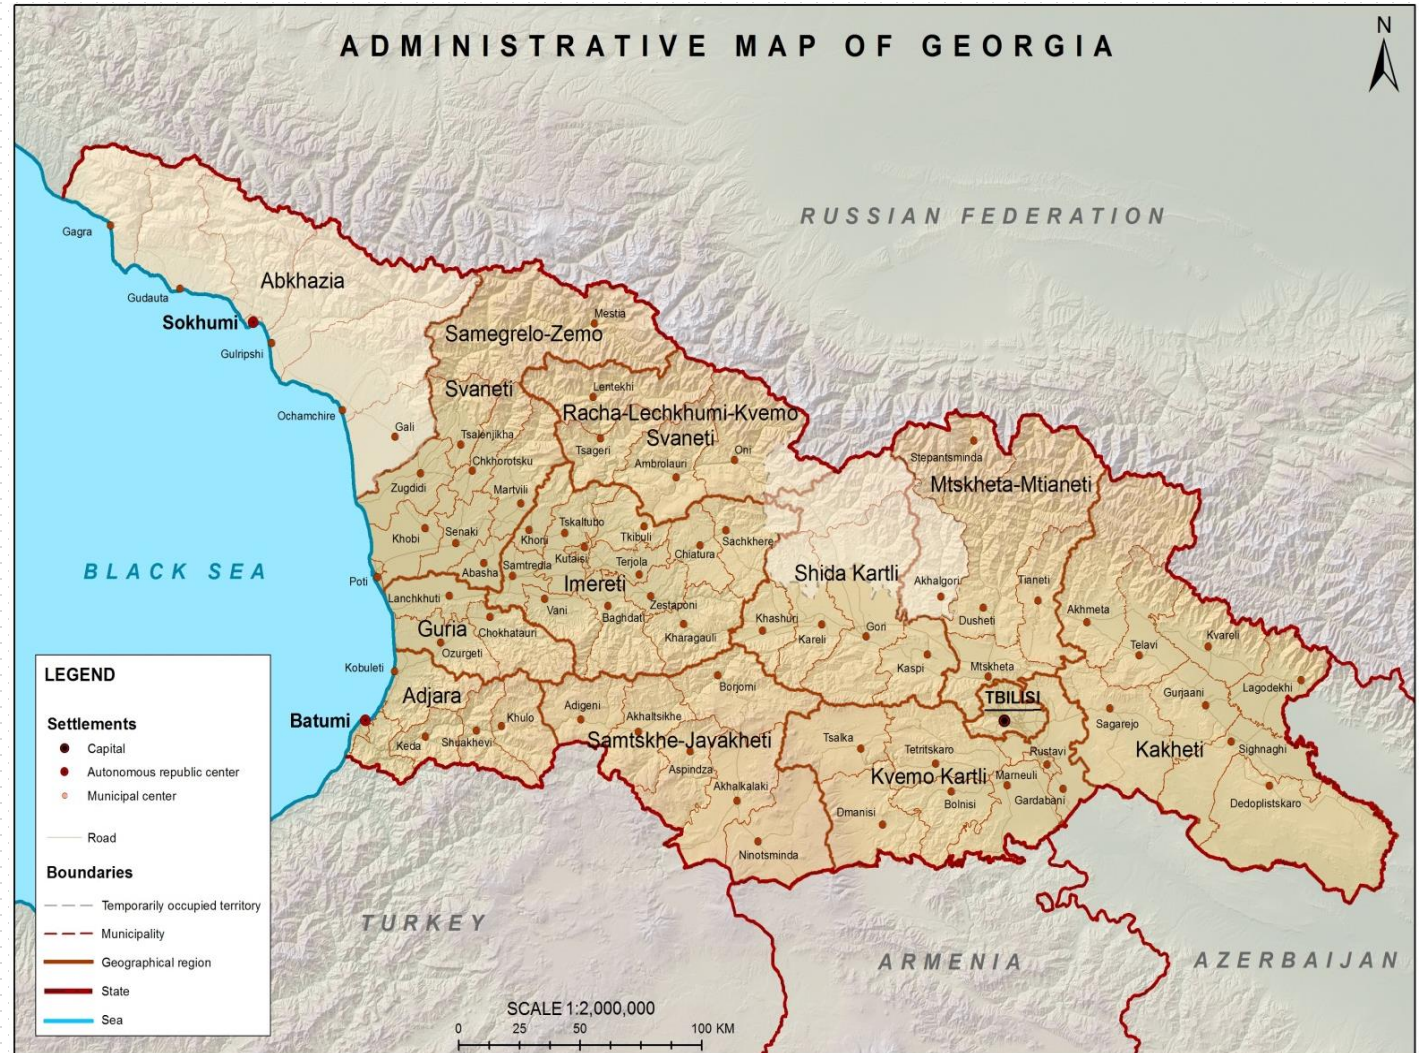 ADMINISTRATIVE MAP OF GEORGIA
N
RUSSIAN FEDERATION
Gagra
Abkhazia
Gudauta
Sokhumi
Gulripshi
Mestia
Samegrelo-Zemo
Svaneti
Lentekhi
Racha-Lechkhumi-Kvemo
Svaneti
Ochamchire
Gali
Tsalenjikha
Tsageri
Oni
Ambrolauri
Stepantsminda
Mtskheta-Mtianeti
Chkhorotsku
Zugdidi
Martvili
Khobi
Senaki
Khoni
Tskaltubo
Tkibuli
Sachkhere
Kutaisi
Chiatura
BLACK SEA
Poti
Abasha
Samtredia
Terjola
Imereti
Shida Kartli
Akhalgori
Tianeti
Lanchkhuti
Vani
Baghdati
Zestaponi
Khashuri
Kareli
Gori
Dusheti
Akhmeta
Guria
Chokhatauri
Kharagauli
Ozurgeti
Telavi
Kvareli
Kobuleti
Kaspi
Mtskheta
Lagodekhi
LEGEND
Adjara
Borjomi
TBILISI
Gurjaani
Batumi
Khulo
Adigeni
Akhaltsikhe
Sagarejo
Keda
Shuakhevi
Samtskhe-Javakheti
Tsalka
Tetritskaro
Rustavi
Kakheti
Sighnaghi
Aspindza
Kvemo Kartli
Marneuli
Akhalkalaki
Bolnisi
Gardabani
Dedoplistskaro
Dmanisi
Ninotsminda
Settlements
Capital
Autonomous republic center
Municipal center
Road
Boundaries
Temporarily occupied territory
Municipality
Geographical region
State
Sea
TURKEY
ARMENIA
AZERBAIJAN
SCALE 1:2,000,000
0 25 50 100 KM